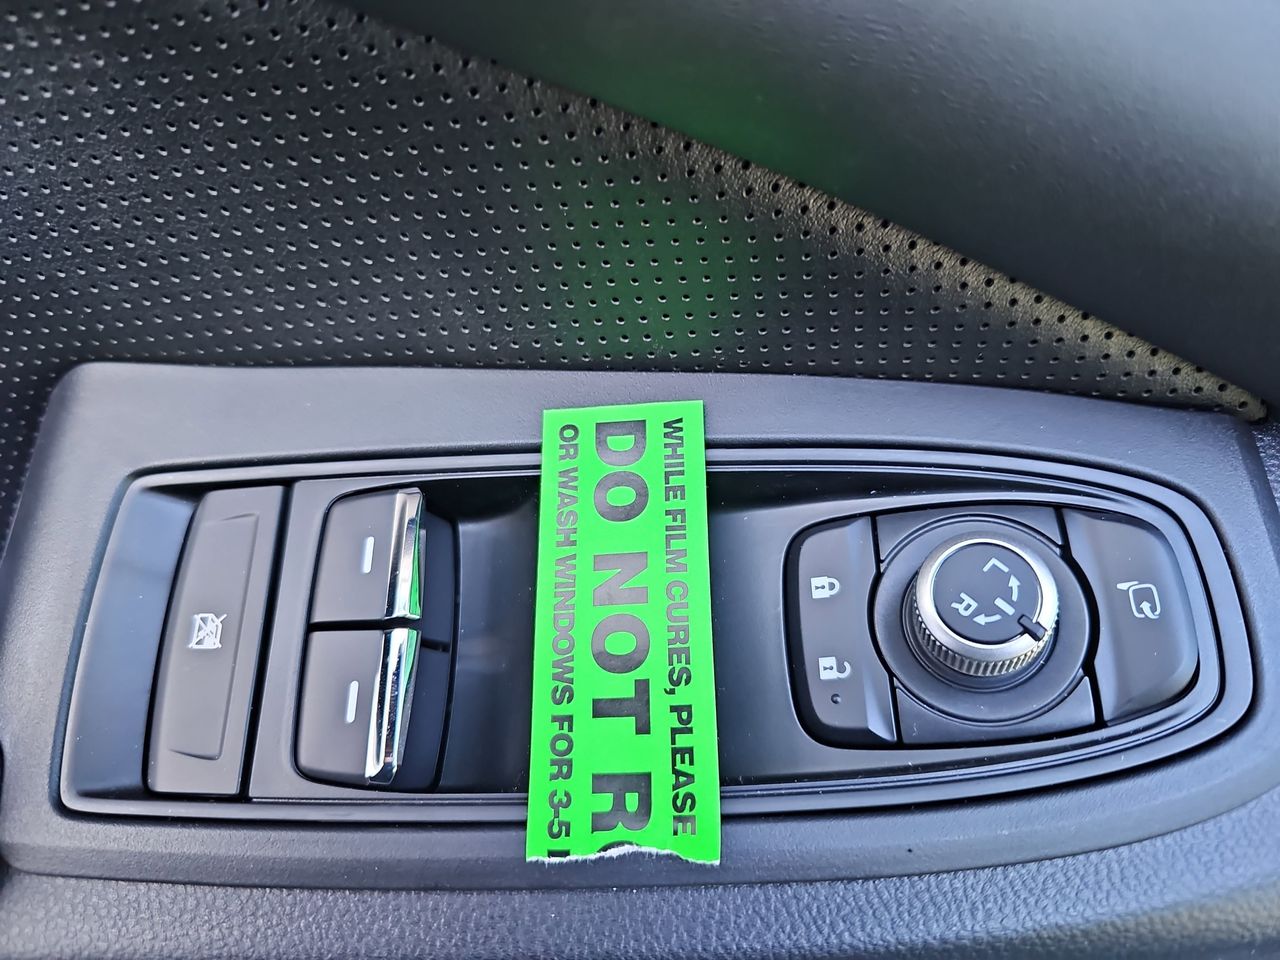 WHILE FILM CURES, PLEASE
DO NOT R
OR WASH WINDOWS FOR 3-5
L
R